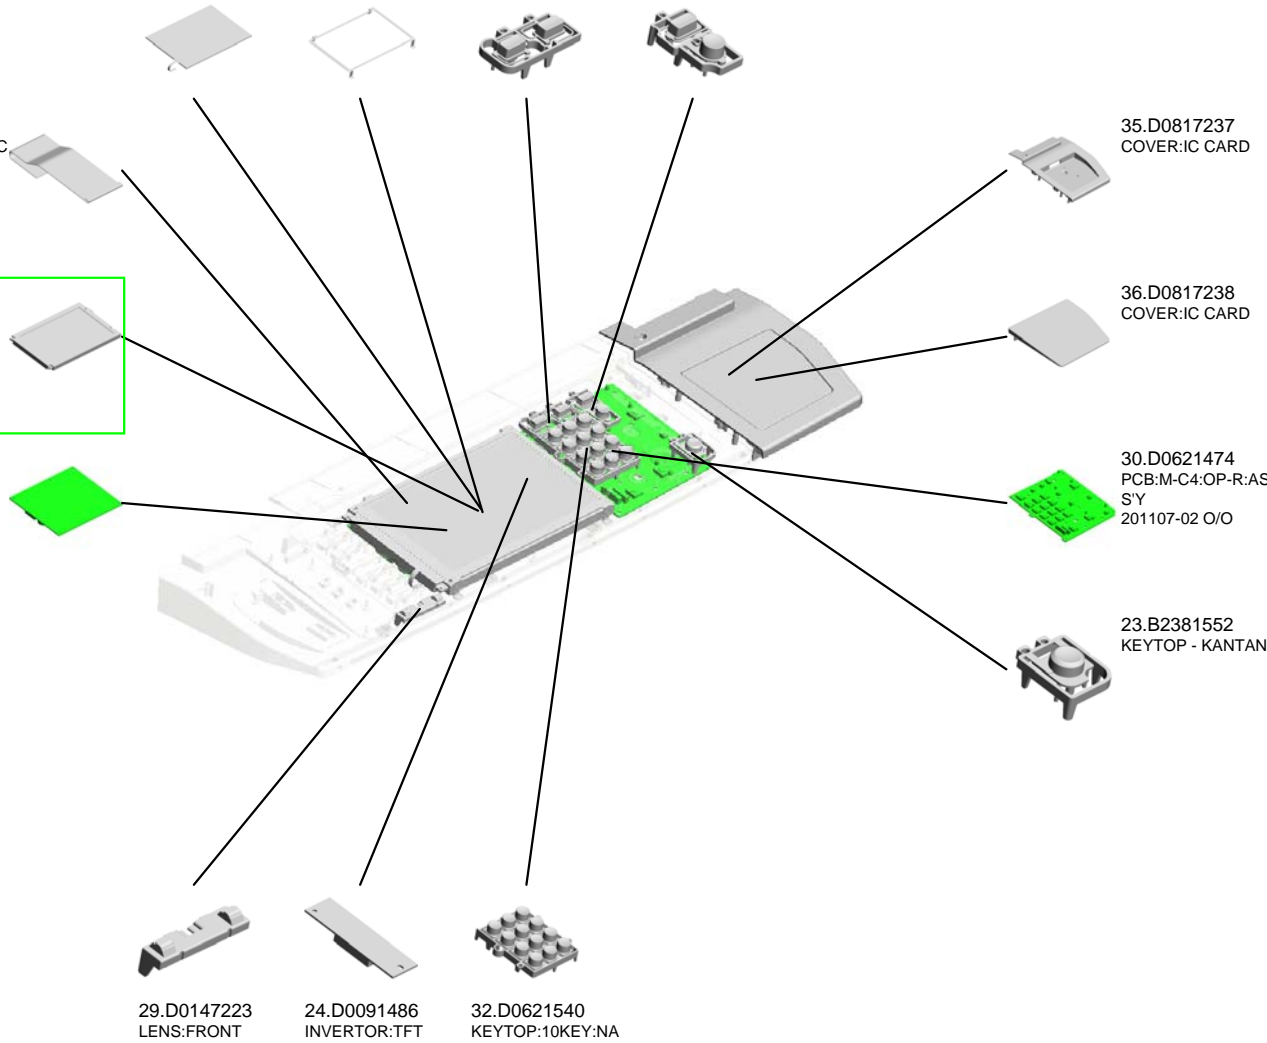 C
35.D0817237
COVER:IC CARD
36.D0817238
COVER:IC CARD
30.D0621474
PCB:M-C4:OP-R:AS
S'Y
201107-02 O/O
23.B2381552
KEYTOP - KANTAN
29.D0147223
LENS:FRONT
24.D0091486
INVERTOR:TFT
32.D0621540
KEYTOP:10KEY:NA